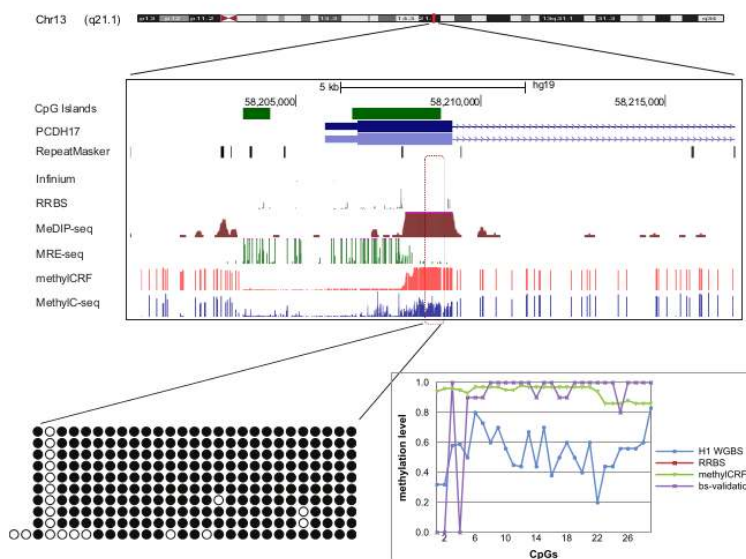 Chr13 (q21.1)
5 kb hg19
58,205,000 58,210,000 58,215,000
CpG Islands
PCDH17
RepeatMasker
Infinium
RRBS
MeDIP-seq
MRE-seq
methylCRF
MethylC-seq
methylation level
1.0
0.8
0.6
0.4
0.2
0.0
2 6 10 14 18 22 26
CpGs
H1 WGBS
RRBS
methylCRF
bs-validatio